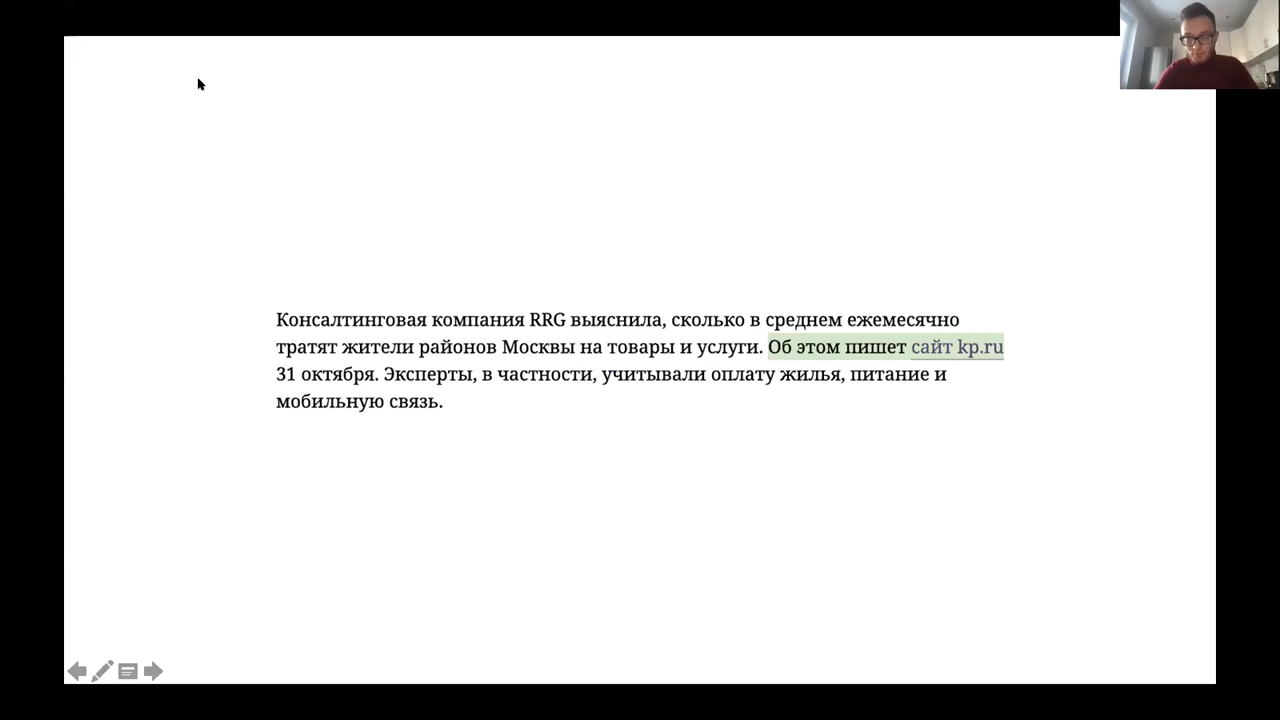 Консалтинговая компания RRG выяснила, сколько в среднем ежемесячно
тратят жители районов Москвы на товары и услуги. Об этом пишет сайт kp.ru
31 октября. Эксперты, в частности, учитывали оплату жилья, питание и
мобильную связь.